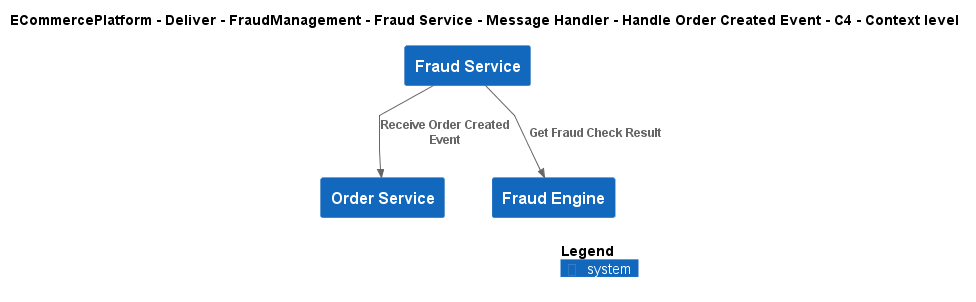 ECommercePlatform - Deliver - FraudManagement - Fraud Service - Message Handler - Handle Order Created Event - C4 - Context level
Fraud Service
Receive Order Created
Event
Get Fraud Check Result
Order Service
Fraud Engine
Legend
system